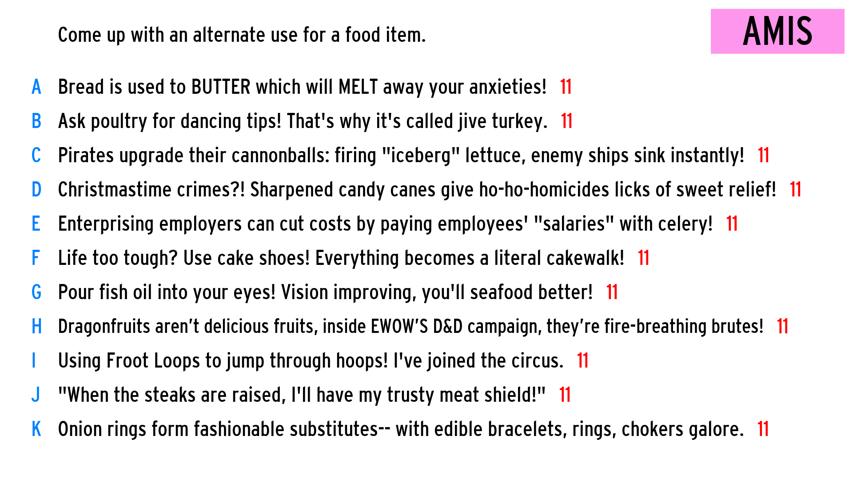 Come up with an alternate use for a food item.
AMIS
A Bread is used to BUTTER which will MELT away your anxieties! 11
B Ask poultry for dancing tips! That's why it's called jive turkey. 11
C Pirates upgrade their cannonballs: firing "iceberg" lettuce, enemy ships sink instantly! 11
D Christmastime crimes?! Sharpened candy canes give ho-ho-homicides licks of sweet relief! 11
E Enterprising employers can cut costs by paying employees' "salaries" with celery! 11
F Life too tough? Use cake shoes! Everything becomes a literal cakewalk! 11
G Pour fish oil into your eyes! Vision improving, you'll seafood better! 11
H Dragonfruits aren’t delicious fruits, inside EWOW’S D&D campaign, they’re fire-breathing brutes! 11
I Using Froot Loops to jump through hoops! I've joined the circus. 11
J "When the steaks are raised, I'll have my trusty meat shield!" 11
K Onion rings form fashionable substitutes-- with edible bracelets, rings, chokers galore. 11